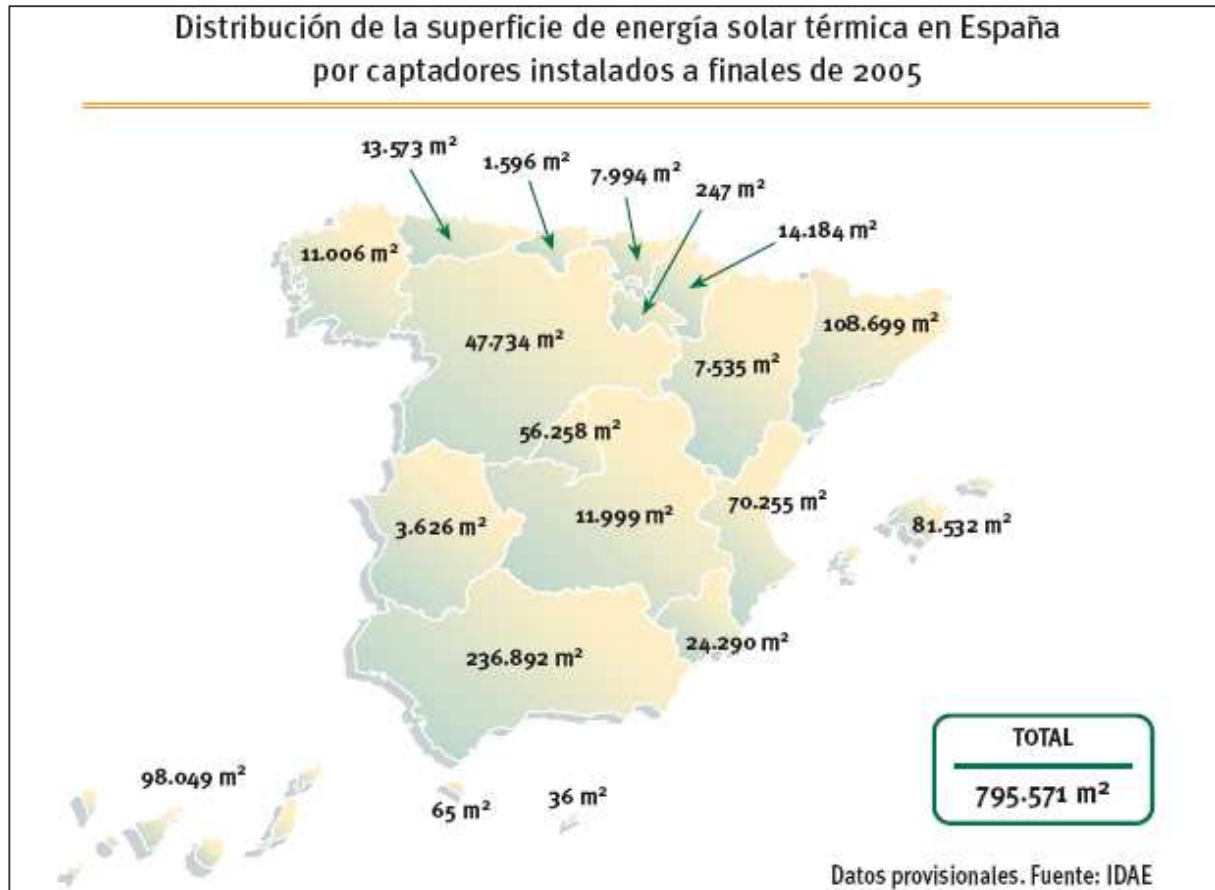 Distribución de la superficie de energía solar térmica en España
por captadores instalados a finales de 2005
13.573 m²
1.596 m²
7.994 m²
247 m²
14.184 m²
11.006 m²
108.699 m²
47.734 m²
7.535 m²
56.258 m²
70.255 m²
3.626 m²
11.999 m²
81.532 m²
24.290 m²
236.892 m²
98.049 m²
65 m²
36 m²
TOTAL
795.571 m²
Datos provisionales. Fuente: IDAE